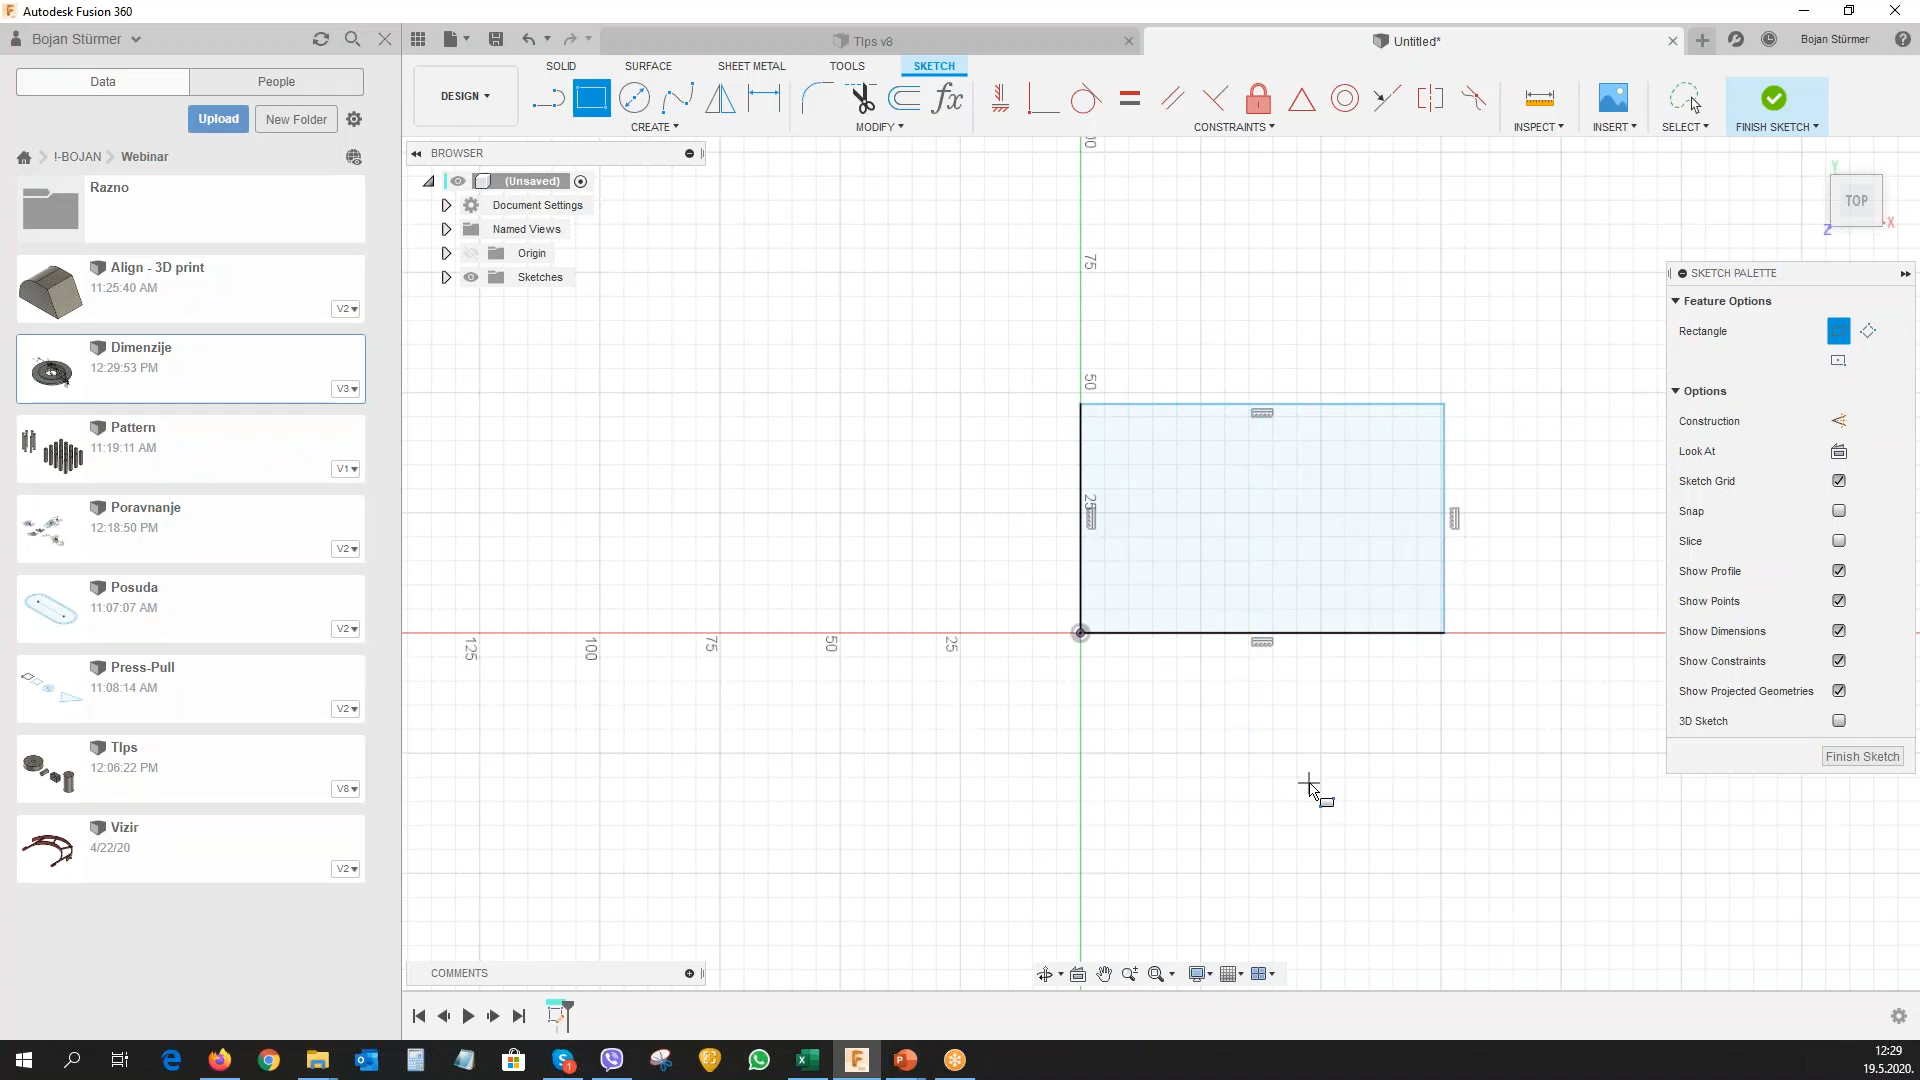 Autodesk Fusion 360
Bojan Stürmer
TIps v8
Untitled*
Bojan Stürmer
Data
People
SOLID
SURFACE
SHEET METAL
TOOLS
SKETCH
DESIGN
CREATE
MODIFY
CONSTRAINTS
INSPECT
INSERT
SELECT
FINISH SKETCH
Upload
New Folder
!-BOJAN
Webinar
Razno
Align - 3D print
11:25:40 AM
V2
Dimenzije
12:29:53 PM
V3
Pattern
11:19:11 AM
V1
Poravnanje
12:18:50 PM
V2
Posuda
11:07:07 AM
V2
Press-Pull
11:08:14 AM
V2
TIps
12:06:22 PM
V8
Vizir
4/22/20
V2
BROWSER
(Unsaved)
Document Settings
Named Views
Origin
Sketches
00
75
50
25
125
100
75
50
25
Y
TOP
X
Z
SKETCH PALETTE
Feature Options
Rectangle
Options
Construction
Look At
Sketch Grid
Snap
Slice
Show Profile
Show Points
Show Dimensions
Show Constraints
Show Projected Geometries
3D Sketch
Finish Sketch
COMMENTS
12:29
19.5.2020.